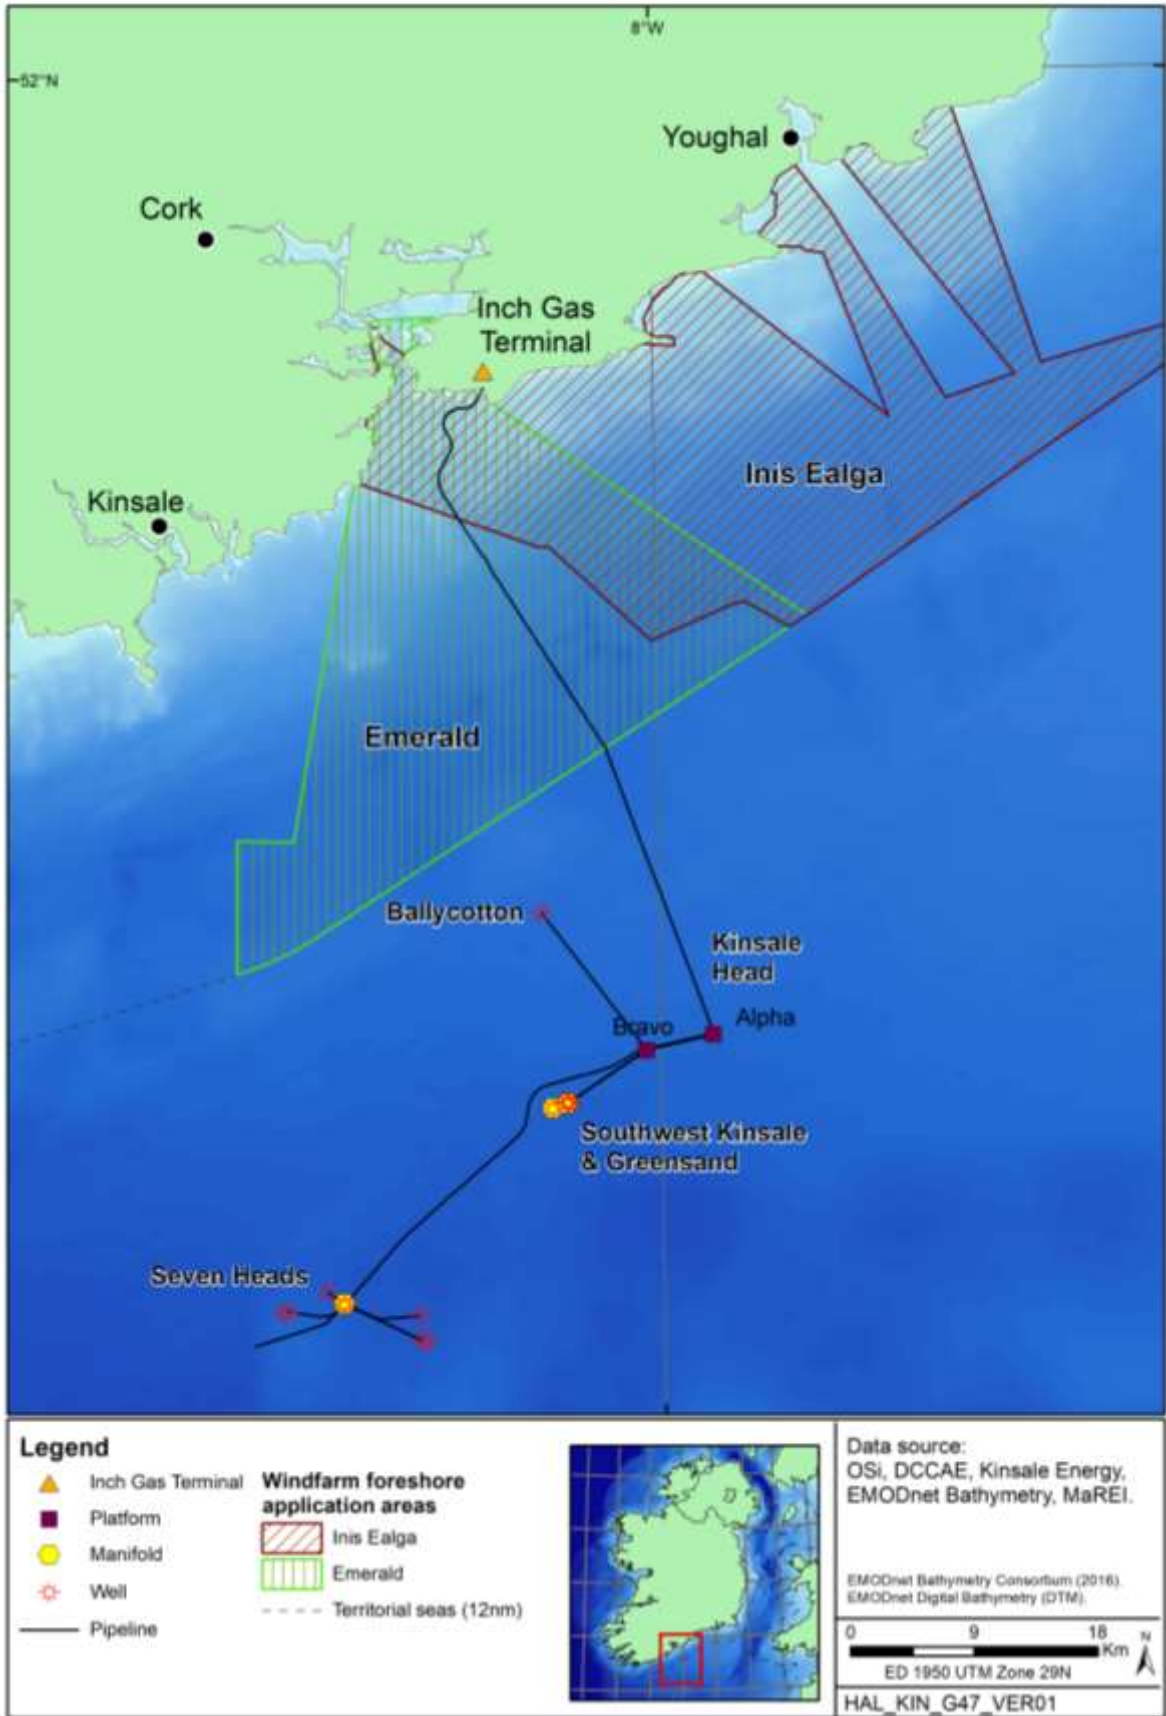 8°W
52°N
Youghal
Cork
Inch Gas
Terminal
Inis Ealga
Kinsale
Emerald
Ballycotton
Kinsale
Head
Bravo
Alpha
Southwest Kinsale
& Greensand
Seven Heads
Legend
Inch Gas Terminal
Platform
Manifold
Well
Pipeline
Windfarm foreshore
application areas
Inis Ealga
Emerald
Territorial seas (12nm)
Data source:
OSi, DCCAE, Kinsale Energy,
EMODnet Bathymetry, MaREI.
EMODnet Bathymetry Consortium (2016).
EMODnet Digital Bathymetry (DTM).
0 9 18
Km
N
ED 1950 UTM Zone 29N
HAL_KIN_G47_VER01